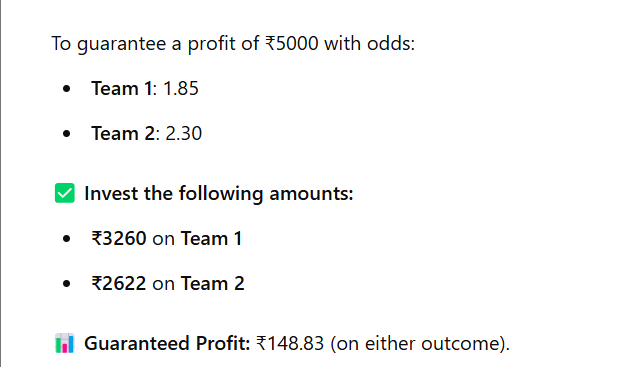 To guarantee a profit of ₹5000 with odds:
• Team 1: 1.85
• Team 2: 2.30
✅ Invest the following amounts:
• ₹3260 on Team 1
• ₹2622 on Team 2
📊 Guaranteed Profit: ₹148.83 (on either outcome).